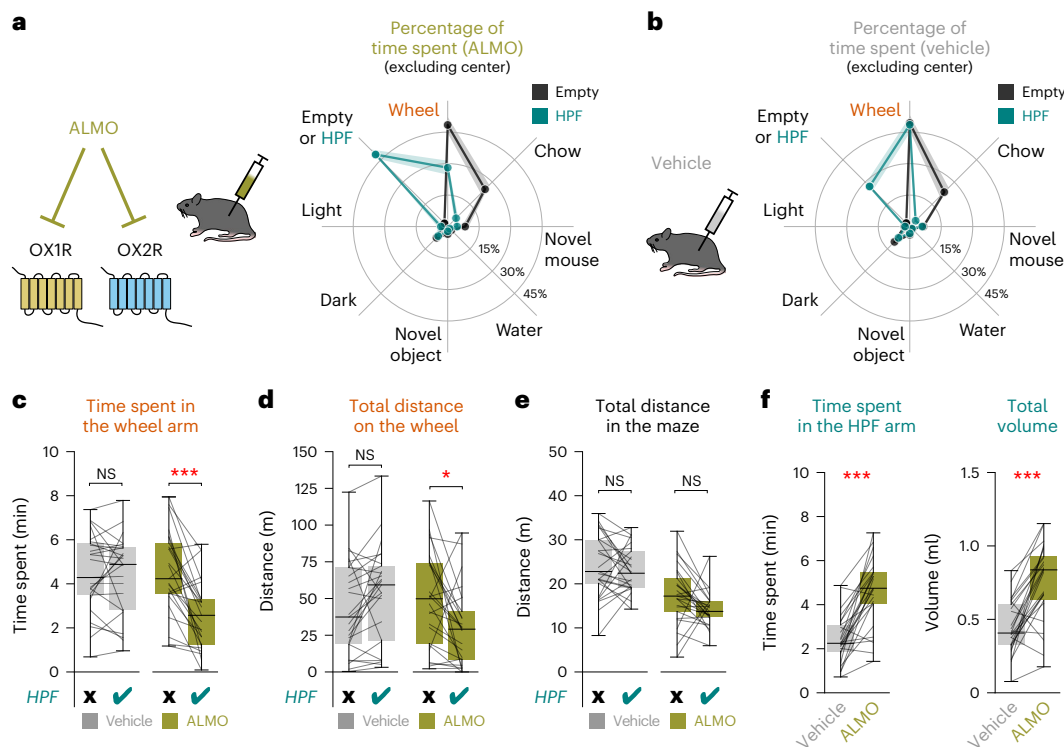 a
ALMO
OX1R
OX2R
Percentage of
time spent (ALMO)
(excluding center)
Empty
HPF
Wheel
Empty
or HPF
Chow
Light
Novel
mouse
Dark
Water
Novel
object
15%
30%
45%
b
Vehicle
Percentage of
time spent (vehicle)
(excluding center)
Empty
HPF
Wheel
Empty
or HPF
Chow
Light
Novel
mouse
Dark
Water
Novel
object
15%
30%
45%
c
Time spent in
the wheel arm
Time spent (min)
10
8
6
4
2
0
NS
***
HPF x ✔ x ✔
Vehicle ALMO
d
Total distance
on the wheel
Distance (m)
150
125
100
75
50
25
0
NS
*
x ✔ x ✔
Vehicle ALMO
e
Total distance
in the maze
Distance (m)
50
40
30
20
10
0
NS
NS
HPF x ✔ x ✔
Vehicle ALMO
f
Time spent
in the HPF arm
Time spent (min)
10
8
6
4
2
0
***
Vehicle
ALMO
Total
volume
Volume (ml)
1.5
1.0
0.5
0
***
Vehicle
ALMO